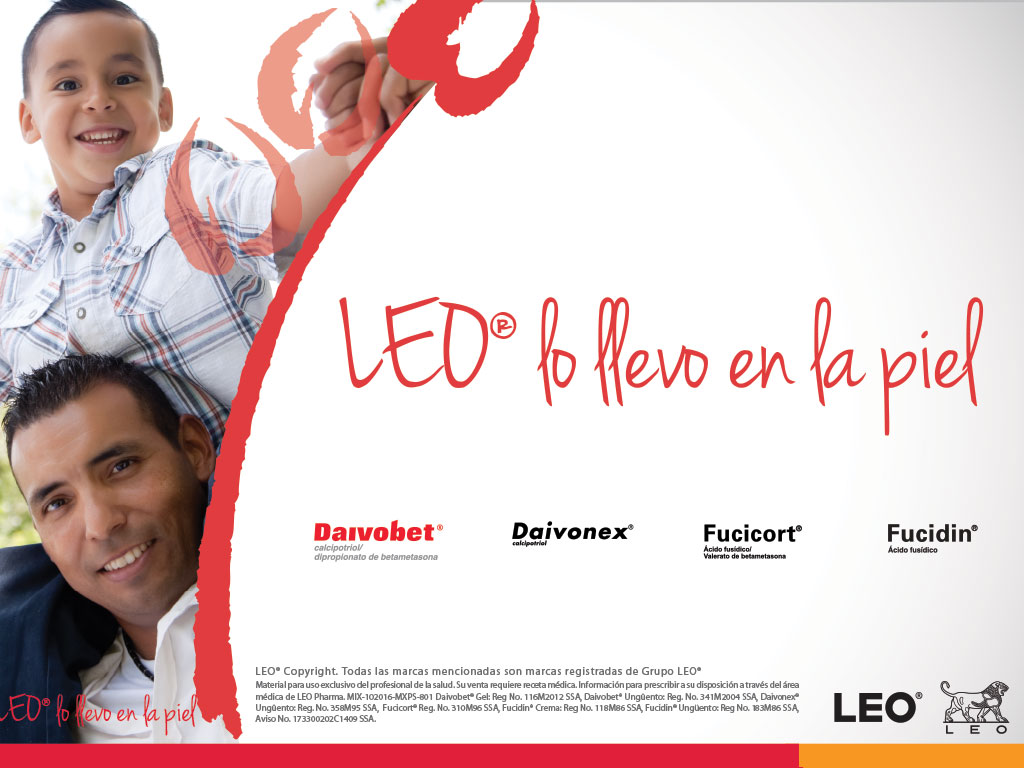 LEO® lo llevo en la piel
Daivobet®
calcipotriol/
dipropionato de betametasona
Daivonex®
calcipotriol
Fucicort®
Ácido fusídico/
Valerato de betametasona
Fucidin®
Ácido fusídico
LEO® Copyright. Todas las marcas mencionadas son marcas registradas de Grupo LEO®
Material para uso exclusivo del profesional de la salud. Su venta requiere receta médica. Información para prescribir a su disposición a través del área
médica de LEO Pharma. MIX-102016-MXPS-801 Daivobet® Gel: Reg No. 116M2012 SSA, Daivobet® Ungüento: Reg. No. 341M2004 SSA, Daivonex®
Ungüento: Reg. No. 358M95 SSA, Fucicort® Reg. No. 310M96 SSA, Fucidin® Crema: Reg No. 118M86 SSA, Fucidin® Ungüento: Reg No. 183M86 SSA,
Aviso No. 173300202C1409 SSA.
LEO® lo llevo en la piel
LEO®
LEO